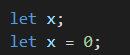 let x;
let x = 0;